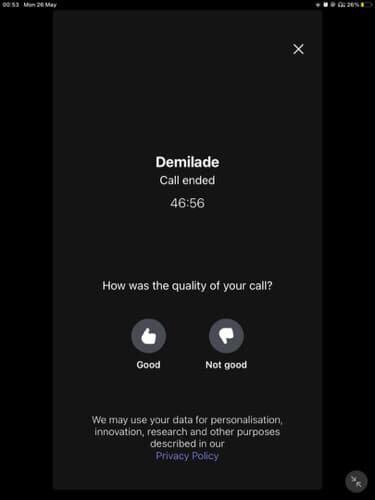 00:53 Mon 26 May
26%
Demilade
Call ended
46:56
How was the quality of your call?
Good
Not good
We may use your data for personalisation,
innovation, research and other purposes
described in our
Privacy Policy